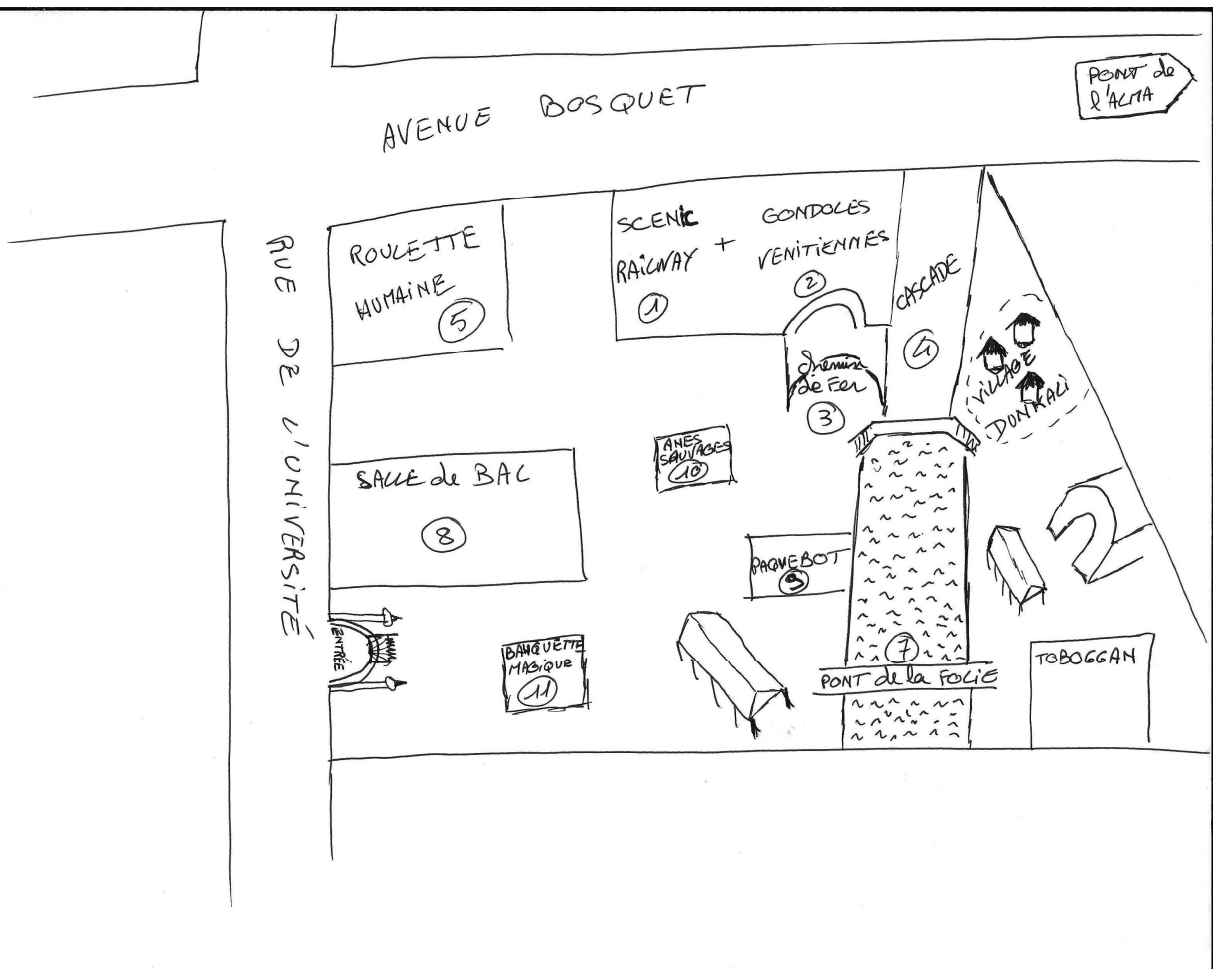 AVENUE BOSQUET
PONT de
l'ALMA
RUE DE L'UNIVERSITÉ
ROULETTE
HUMAINE
5
SCENIC
RAILWAY +
1
GONDOLES
VENITIENNES
2
CASCADE
4
chemin
de Fer
3
VILLAGE
DONKALI
ANES
SAUVAGES
10
SALLE de BAL
8
PAQUEBOT
9
2
ENTRÉE
BANQUETTE
MAGIQUE
11
7
PONT de la FOLIE
TOBOGGAN